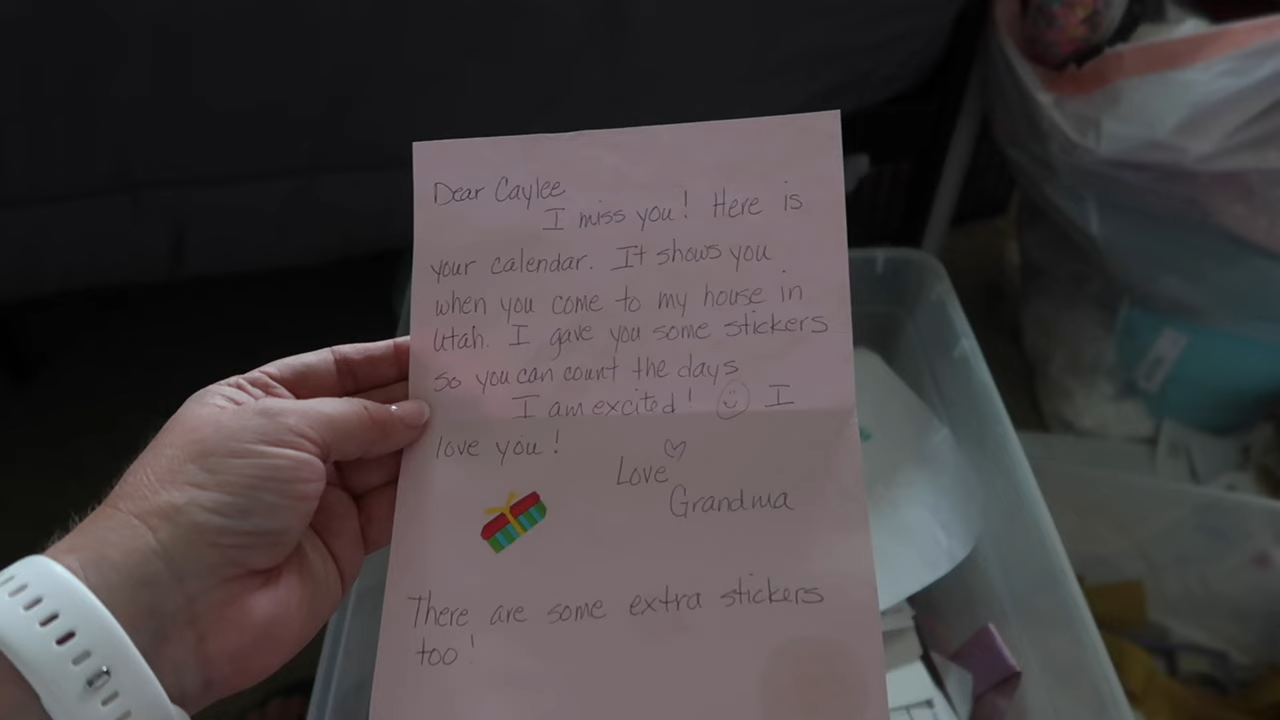 Dear Caylee
I miss you! Here is
your calendar. It shows you
when you come to my house in
Utah. I gave you some stickers
so you can count the days
I am excited! ☺ I
love you!
Love ♡
Grandma
There are some extra stickers
too!